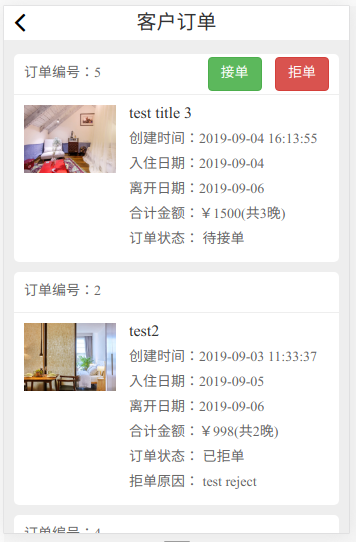 客户订单
订单编号：5
接单
拒单
test title 3
创建时间：2019-09-04 16:13:55
入住日期：2019-09-04
离开日期：2019-09-06
合计金额：￥1500(共3晚)
订单状态： 待接单
订单编号：2
test2
创建时间：2019-09-03 11:33:37
入住日期：2019-09-05
离开日期：2019-09-06
合计金额：￥998(共2晚)
订单状态： 已拒单
拒单原因： test reject
订单编号：4